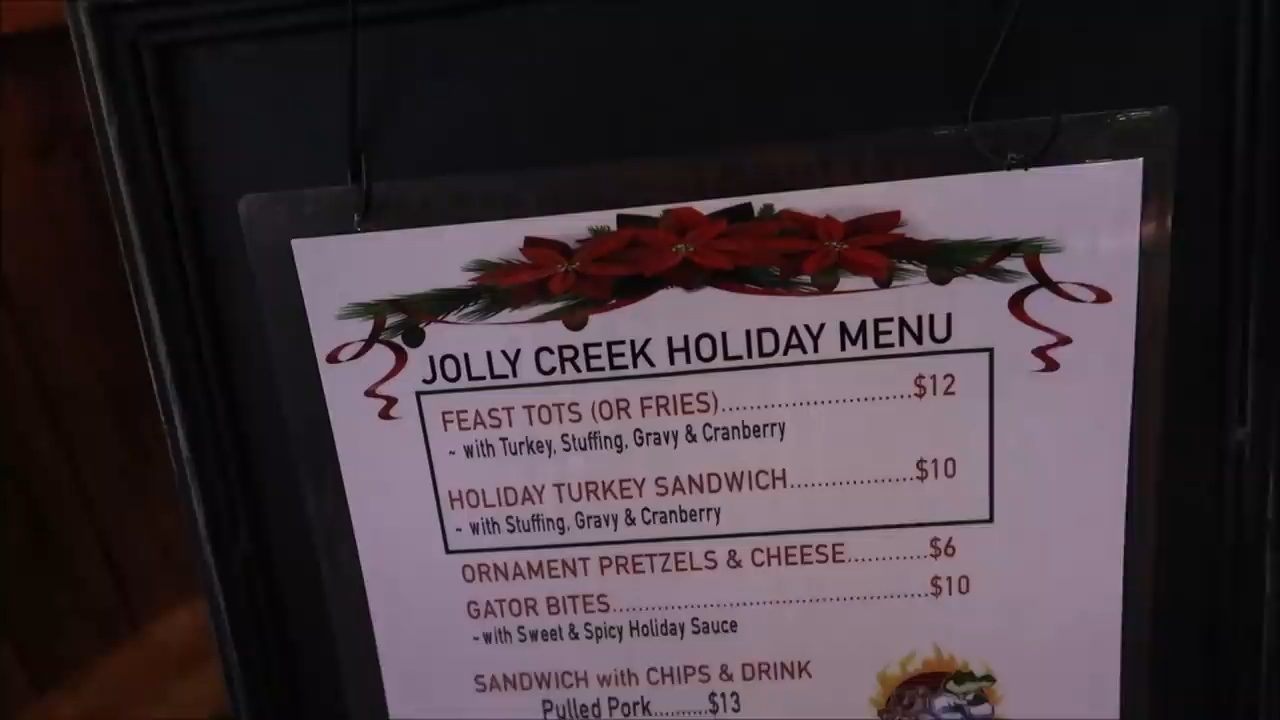 JOLLY CREEK HOLIDAY MENU
FEAST TOTS (OR FRIES)..............................$12
~ with Turkey, Stuffing, Gravy & Cranberry
HOLIDAY TURKEY SANDWICH...................$10
~ with Stuffing, Gravy & Cranberry
ORNAMENT PRETZELS & CHEESE............$6
GATOR BITES..................................................$10
~with Sweet & Spicy Holiday Sauce
SANDWICH with CHIPS & DRINK
Pulled Pork..........$13